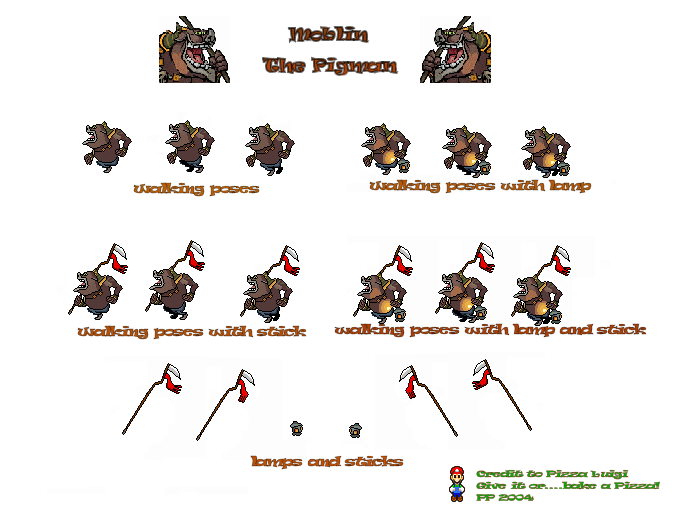 Moblin
The Pigman
walking poses
walking poses with lamp
walking poses with stick
walking poses with lamp and stick
lamps and sticks
Credit to Pizza Luigi
Give it or....bake a Pizza!
PP 2004